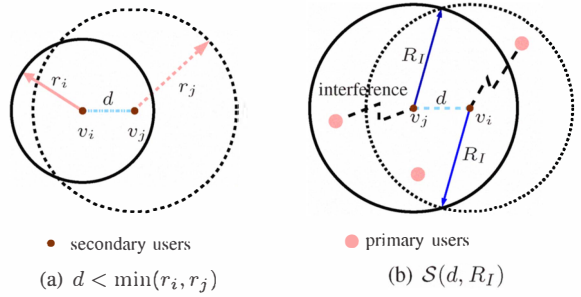 r_i
r_j
d
v_i
v_j
R_I
interference
d
v_j
v_i
R_I
secondary users
primary users
(a) d < min(r_i, r_j)
(b) S(d, R_I)